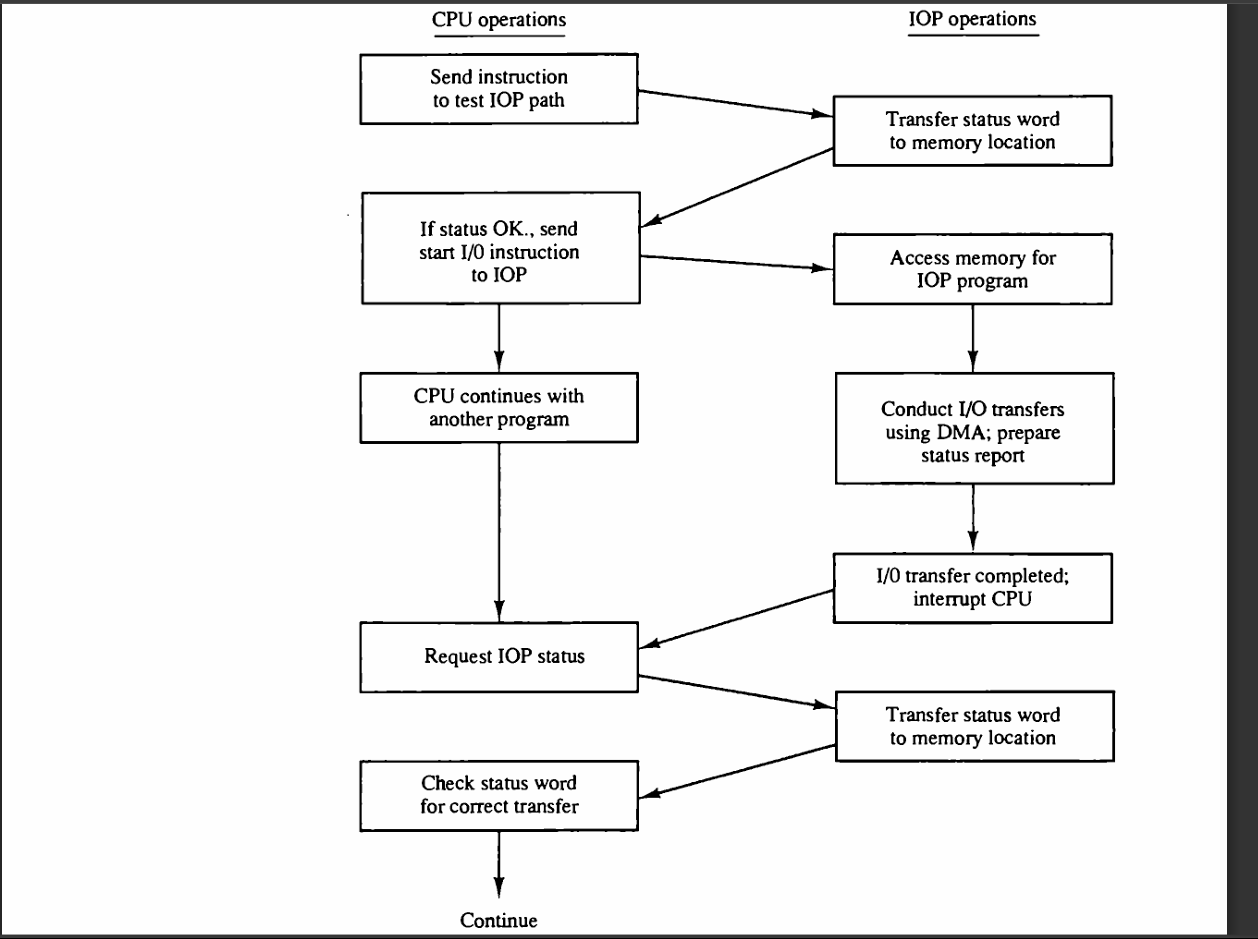 CPU operations
IOP operations
Send instruction
to test IOP path
Transfer status word
to memory location
If status OK., send
start I/0 instruction
to IOP
Access memory for
IOP program
CPU continues with
another program
Conduct I/O transfers
using DMA; prepare
status report
I/0 transfer completed;
interrupt CPU
Request IOP status
Transfer status word
to memory location
Check status word
for correct transfer
Continue